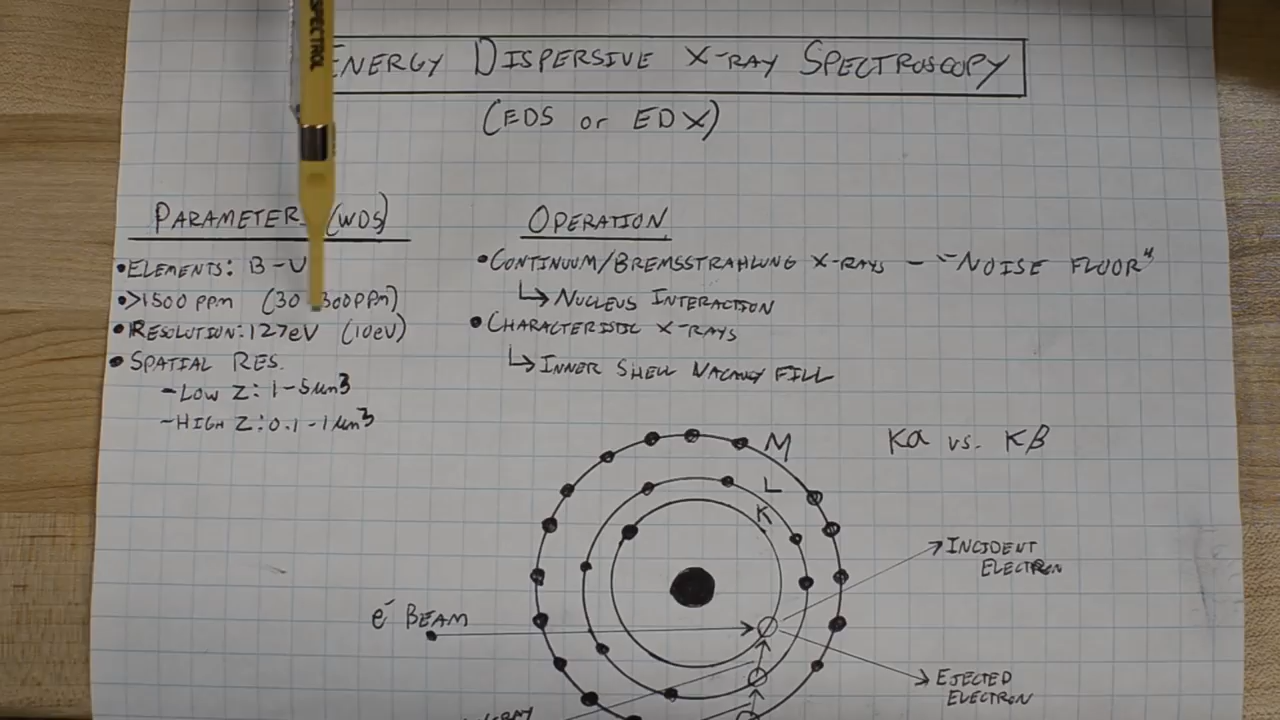 SPECTROL
ENERGY DISPERSIVE X-RAY SPECTROSCOPY
(EDS or EDX)
PARAMETER (WDS)
• ELEMENTS: B-U
• >1500 ppm (30 300ppm)
• RESOLUTION: 127eV (10eV)
• SPATIAL RES.
- LOW Z: 1-5µm³
- HIGH Z: 0.1-1µm³
OPERATION
• CONTINUUM/BREMSSTRAHLUNG X-RAYS - "NOISE FLOOR"
↳ NUCLEUS INTERACTION
• CHARACTERISTIC X-RAYS
↳ INNER SHELL VACANCY FILL
Kα vs. Kβ
M
L
K
e⁻ BEAM
INCIDENT
ELECTRON
EJECTED
ELECTRON